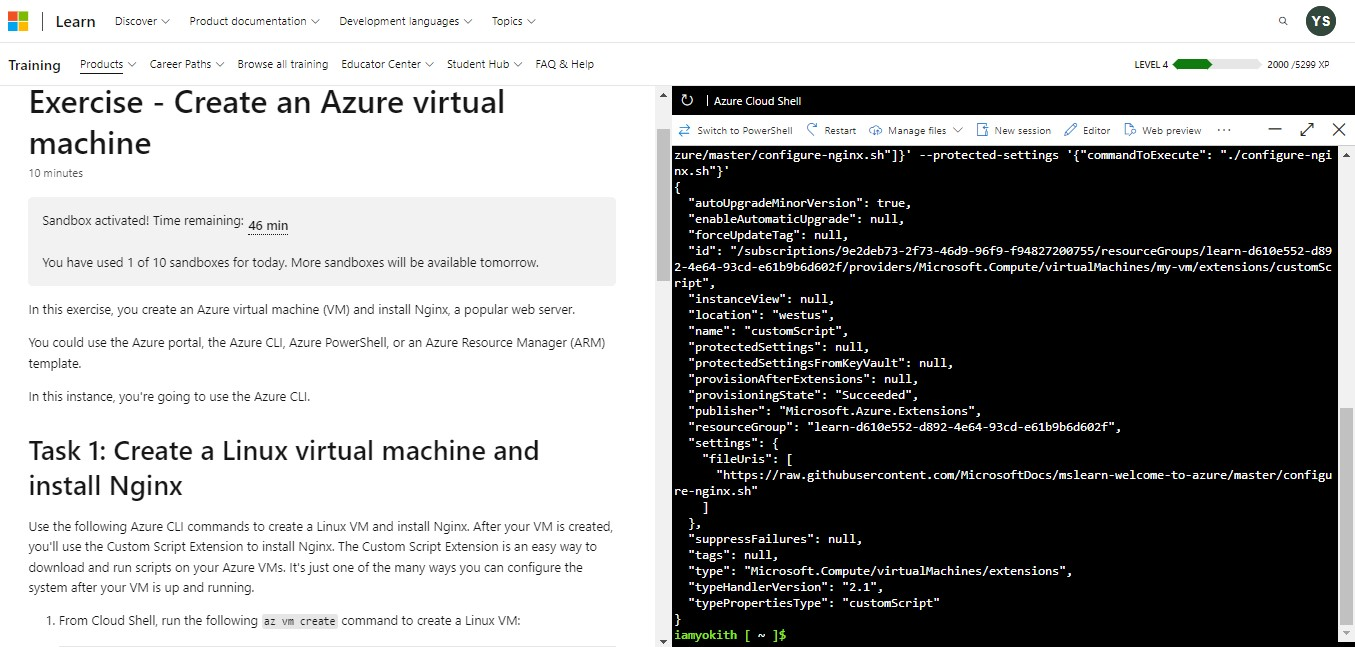 Learn Discover Product documentation Development languages Topics YS
Training Products Career Paths Browse all training Educator Center Student Hub FAQ & Help LEVEL 4 2000 /5299 XP
Exercise - Create an Azure virtual
machine
10 minutes
Sandbox activated! Time remaining: 46 min
You have used 1 of 10 sandboxes for today. More sandboxes will be available tomorrow.
In this exercise, you create an Azure virtual machine (VM) and install Nginx, a popular web server.
You could use the Azure portal, the Azure CLI, Azure PowerShell, or an Azure Resource Manager (ARM)
template.
In this instance, you're going to use the Azure CLI.
Task 1: Create a Linux virtual machine and
install Nginx
Use the following Azure CLI commands to create a Linux VM and install Nginx. After your VM is created,
you'll use the Custom Script Extension to install Nginx. The Custom Script Extension is an easy way to
download and run scripts on your Azure VMs. It's just one of the many ways you can configure the
system after your VM is up and running.
1. From Cloud Shell, run the following az vm create command to create a Linux VM:
| Azure Cloud Shell
Switch to PowerShell Restart Manage files New session Editor Web preview ...
zure/master/configure-nginx.sh"]}' --protected-settings '{"commandToExecute": "./configure-ngi
nx.sh"}'
{
"autoUpgradeMinorVersion": true,
"enableAutomaticUpgrade": null,
"forceUpdateTag": null,
"id": "/subscriptions/9e2deb73-2f73-46d9-96f9-f94827200755/resourceGroups/learn-d610e552-d89
2-4e64-93cd-e61b9b6d602f/providers/Microsoft.Compute/virtualMachines/my-vm/extensions/customSc
ript",
"instanceView": null,
"location": "westus",
"name": "customScript",
"protectedSettings": null,
"protectedSettingsFromKeyVault": null,
"provisionAfterExtensions": null,
"provisioningState": "Succeeded",
"publisher": "Microsoft.Azure.Extensions",
"resourceGroup": "learn-d610e552-d892-4e64-93cd-e61b9b6d602f",
"settings": {
"fileUris": [
"https://raw.githubusercontent.com/MicrosoftDocs/mslearn-welcome-to-azure/master/configu
re-nginx.sh"
]
},
"suppressFailures": null,
"tags": null,
"type": "Microsoft.Compute/virtualMachines/extensions",
"typeHandlerVersion": "2.1",
"typePropertiesType": "customScript"
}
iamyokith [ ~ ]$